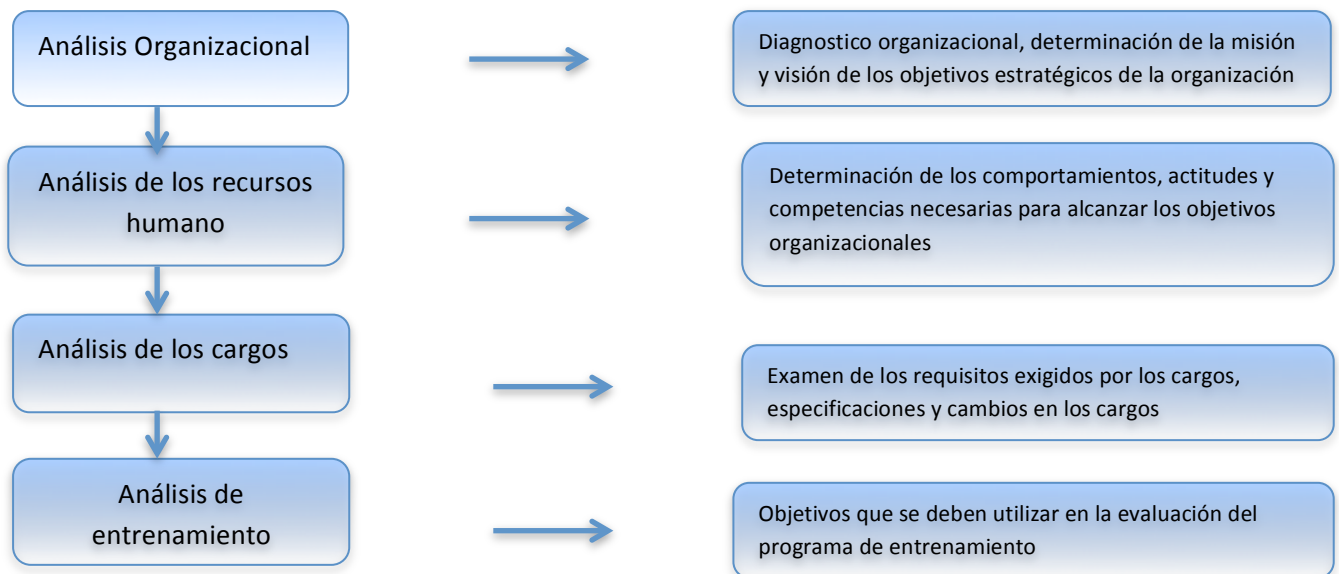 Análisis Organizacional
Diagnostico organizacional, determinación de la misión
y visión de los objetivos estratégicos de la organización
Análisis de los recursos
humano
Determinación de los comportamientos, actitudes y
competencias necesarias para alcanzar los objetivos
organizacionales
Análisis de los cargos
Examen de los requisitos exigidos por los cargos,
especificaciones y cambios en los cargos
Análisis de
entrenamiento
Objetivos que se deben utilizar en la evaluación del
programa de entrenamiento